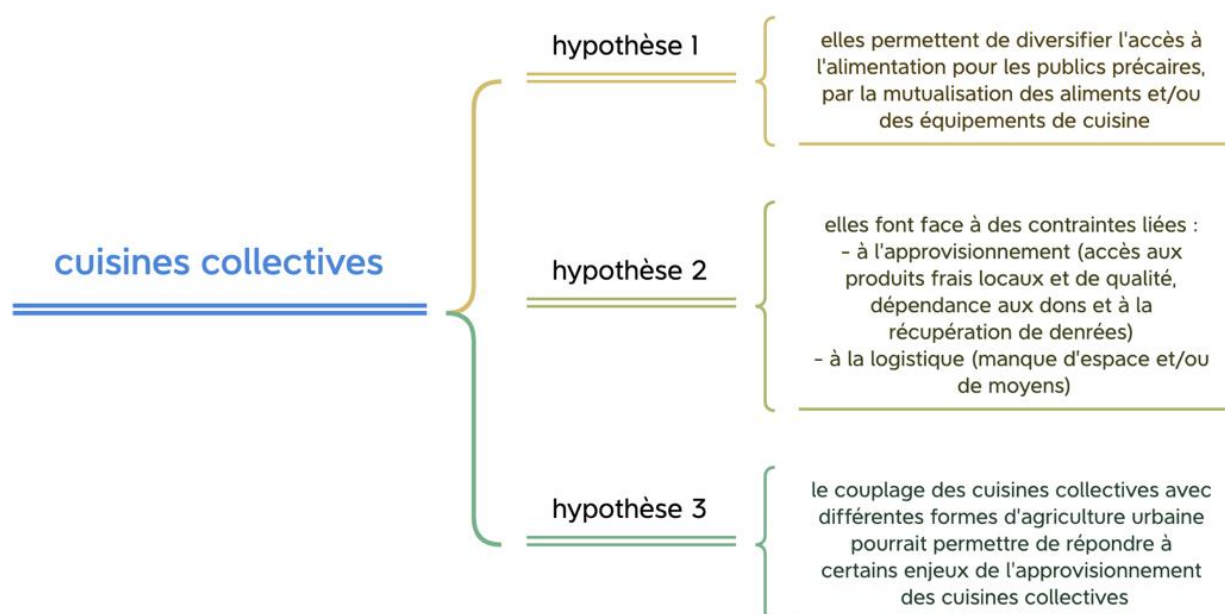 cuisines collectives
hypothèse 1
elles permettent de diversifier l'accès à
l'alimentation pour les publics précaires,
par la mutualisation des aliments et/ou
des équipements de cuisine
hypothèse 2
elles font face à des contraintes liées :
- à l'approvisionnement (accès aux
produits frais locaux et de qualité,
dépendance aux dons et à la
récupération de denrées)
- à la logistique (manque d'espace et/ou
de moyens)
hypothèse 3
le couplage des cuisines collectives avec
différentes formes d'agriculture urbaine
pourrait permettre de répondre à
certains enjeux de l'approvisionnement
des cuisines collectives